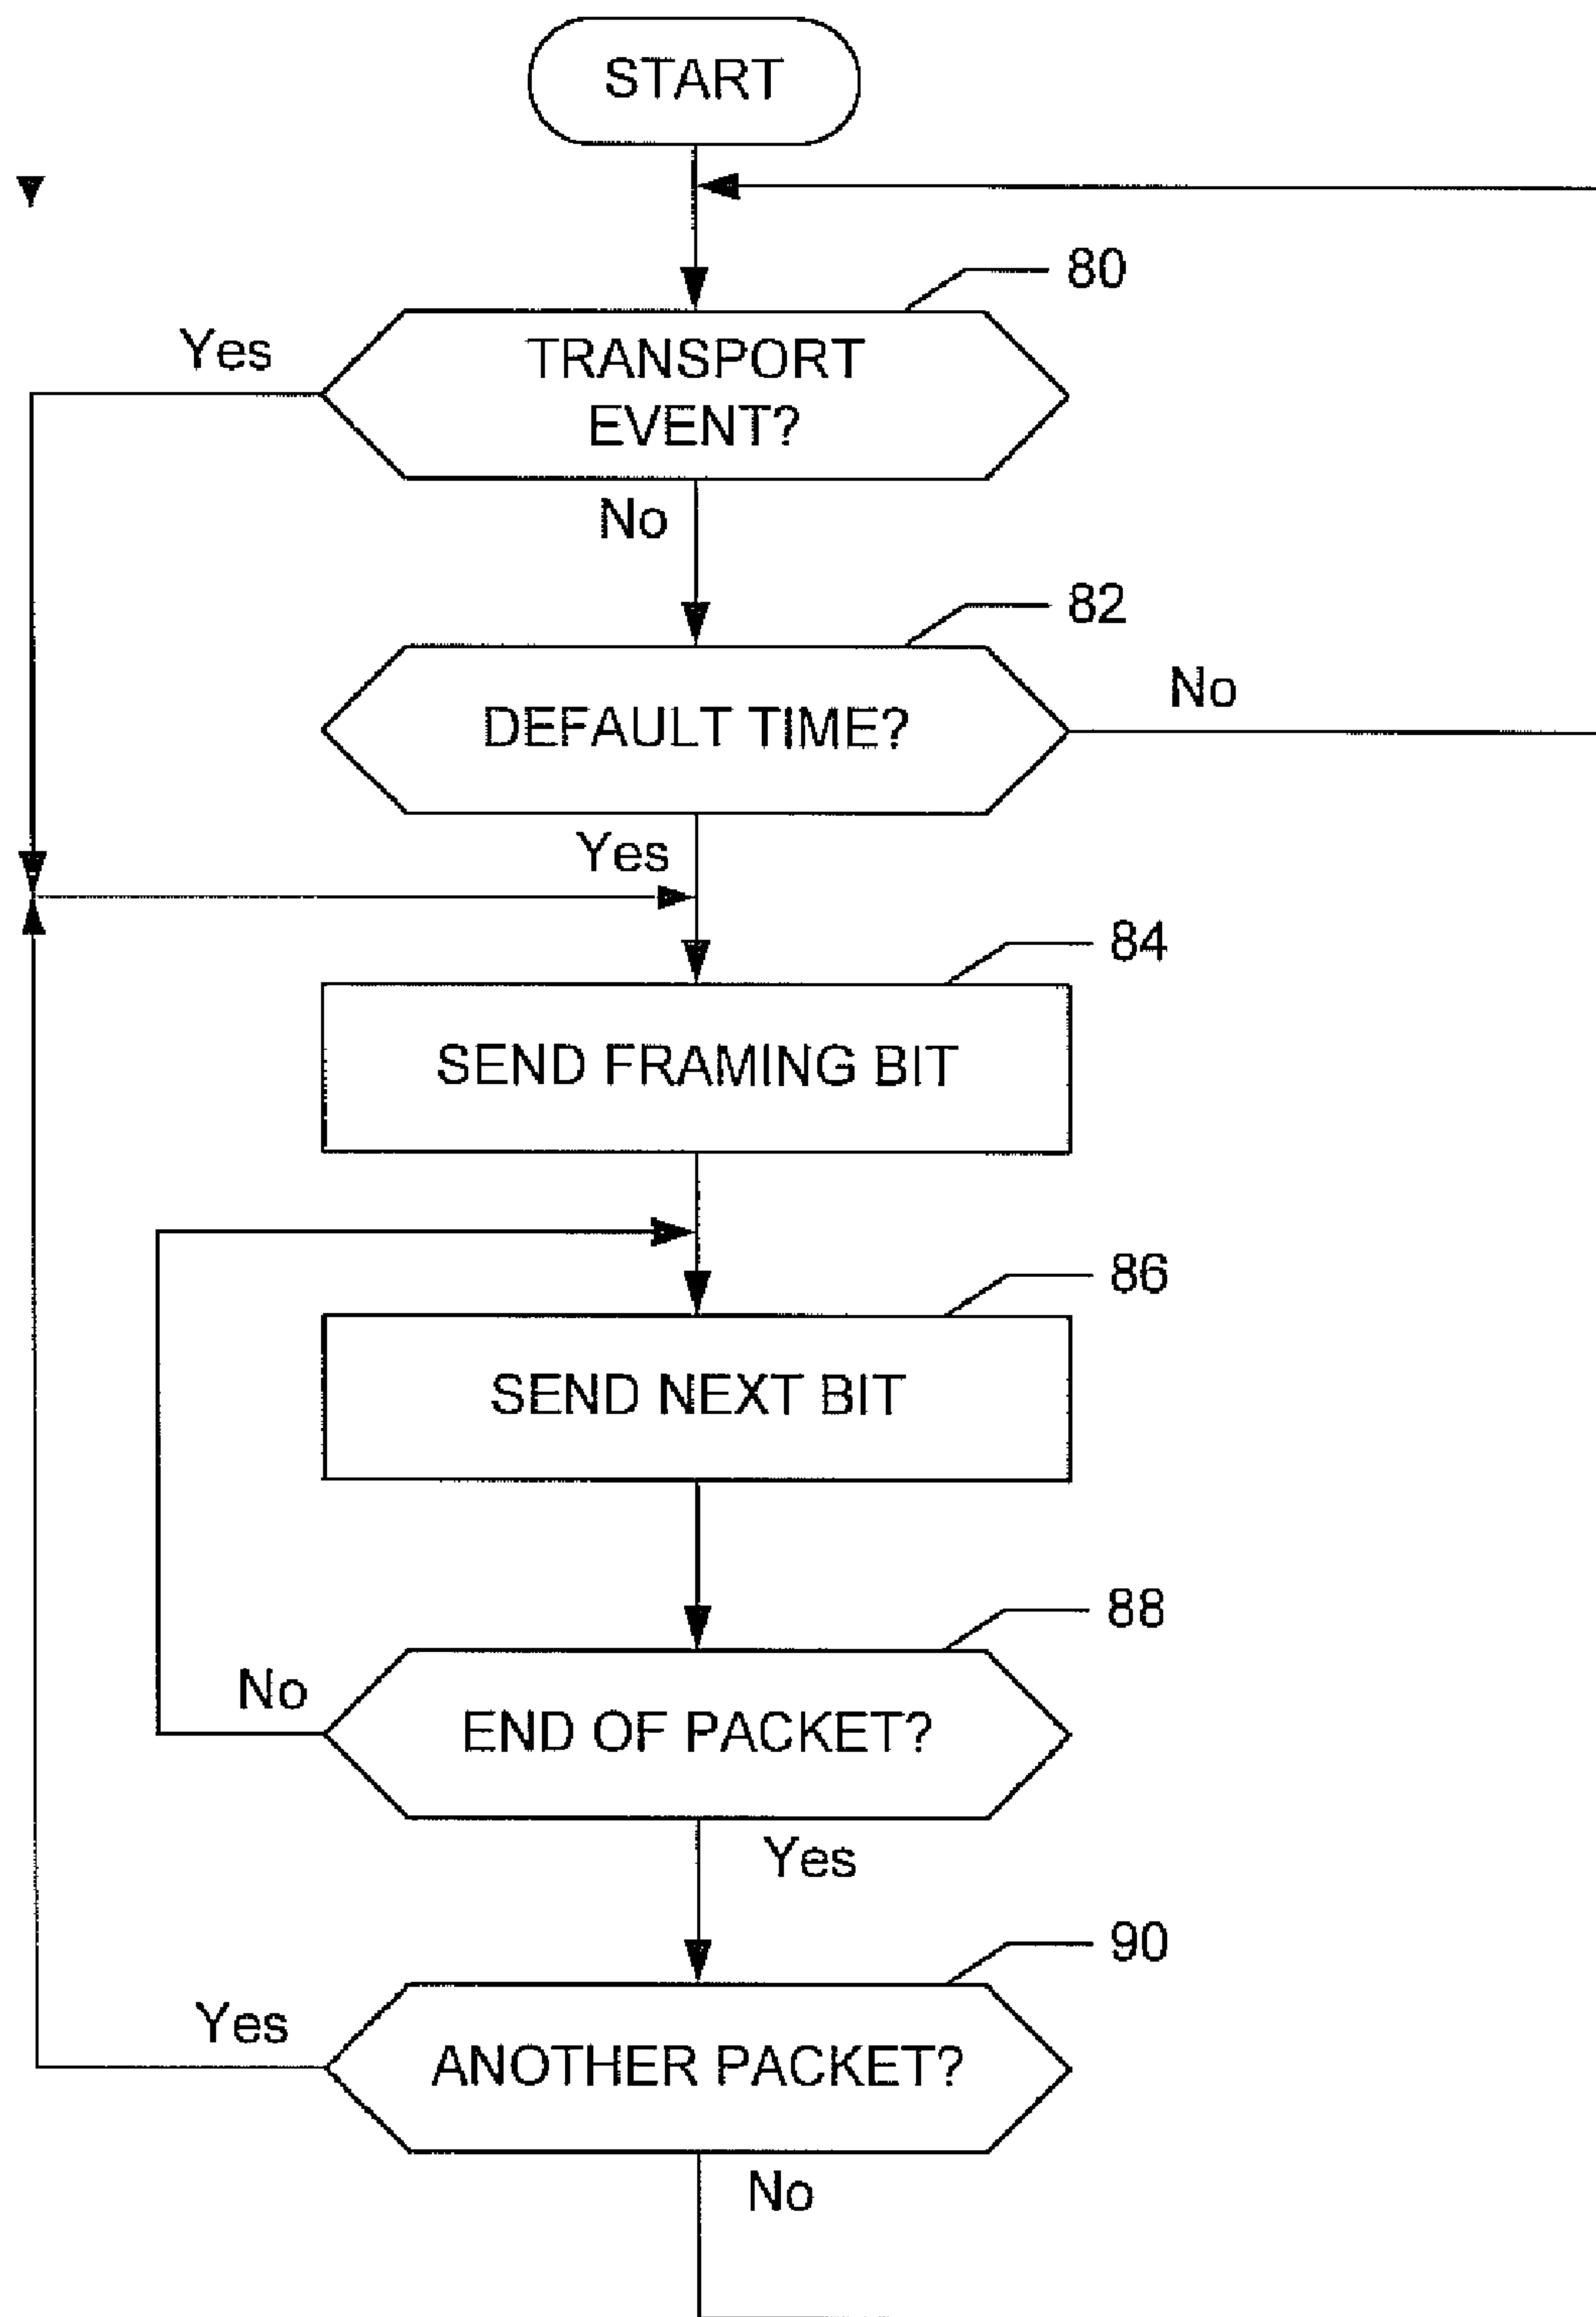 START
80
Yes
TRANSPORT
EVENT?
No
82
No
DEFAULT TIME?
Yes
84
SEND FRAMING BIT
86
SEND NEXT BIT
88
No
END OF PACKET?
Yes
90
Yes
ANOTHER PACKET?
No